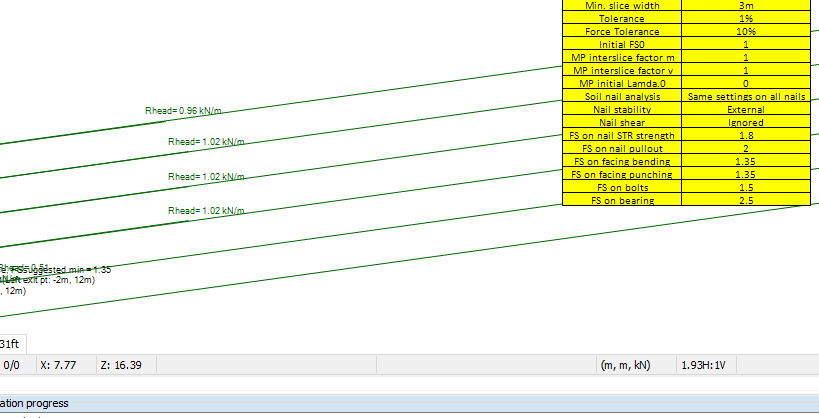 Min. slice width 3m
Tolerance 1%
Force Tolerance 10%
Initial FS0 1
MP interslice factor m 1
MP interslice factor v 1
MP initial Lamda.0 0
Soil nail analysis Same settings on all nails
Nail stability External
Nail shear Ignored
FS on nail STR strength 1.8
FS on nail pullout 2
FS on facing bending 1.35
FS on facing punching 1.35
FS on bolts 1.5
FS on bearing 2.5
Rhead= 0.96 kN/m
Rhead= 1.02 kN/m
Rhead= 1.02 kN/m
Rhead= 1.02 kN/m
suggested min = 1.35
exit pt: -2m, 12m)
, 12m)
31ft
0/0 X: 7.77 Z: 16.39 (m, m, kN) 1.93H:1V
ation progress